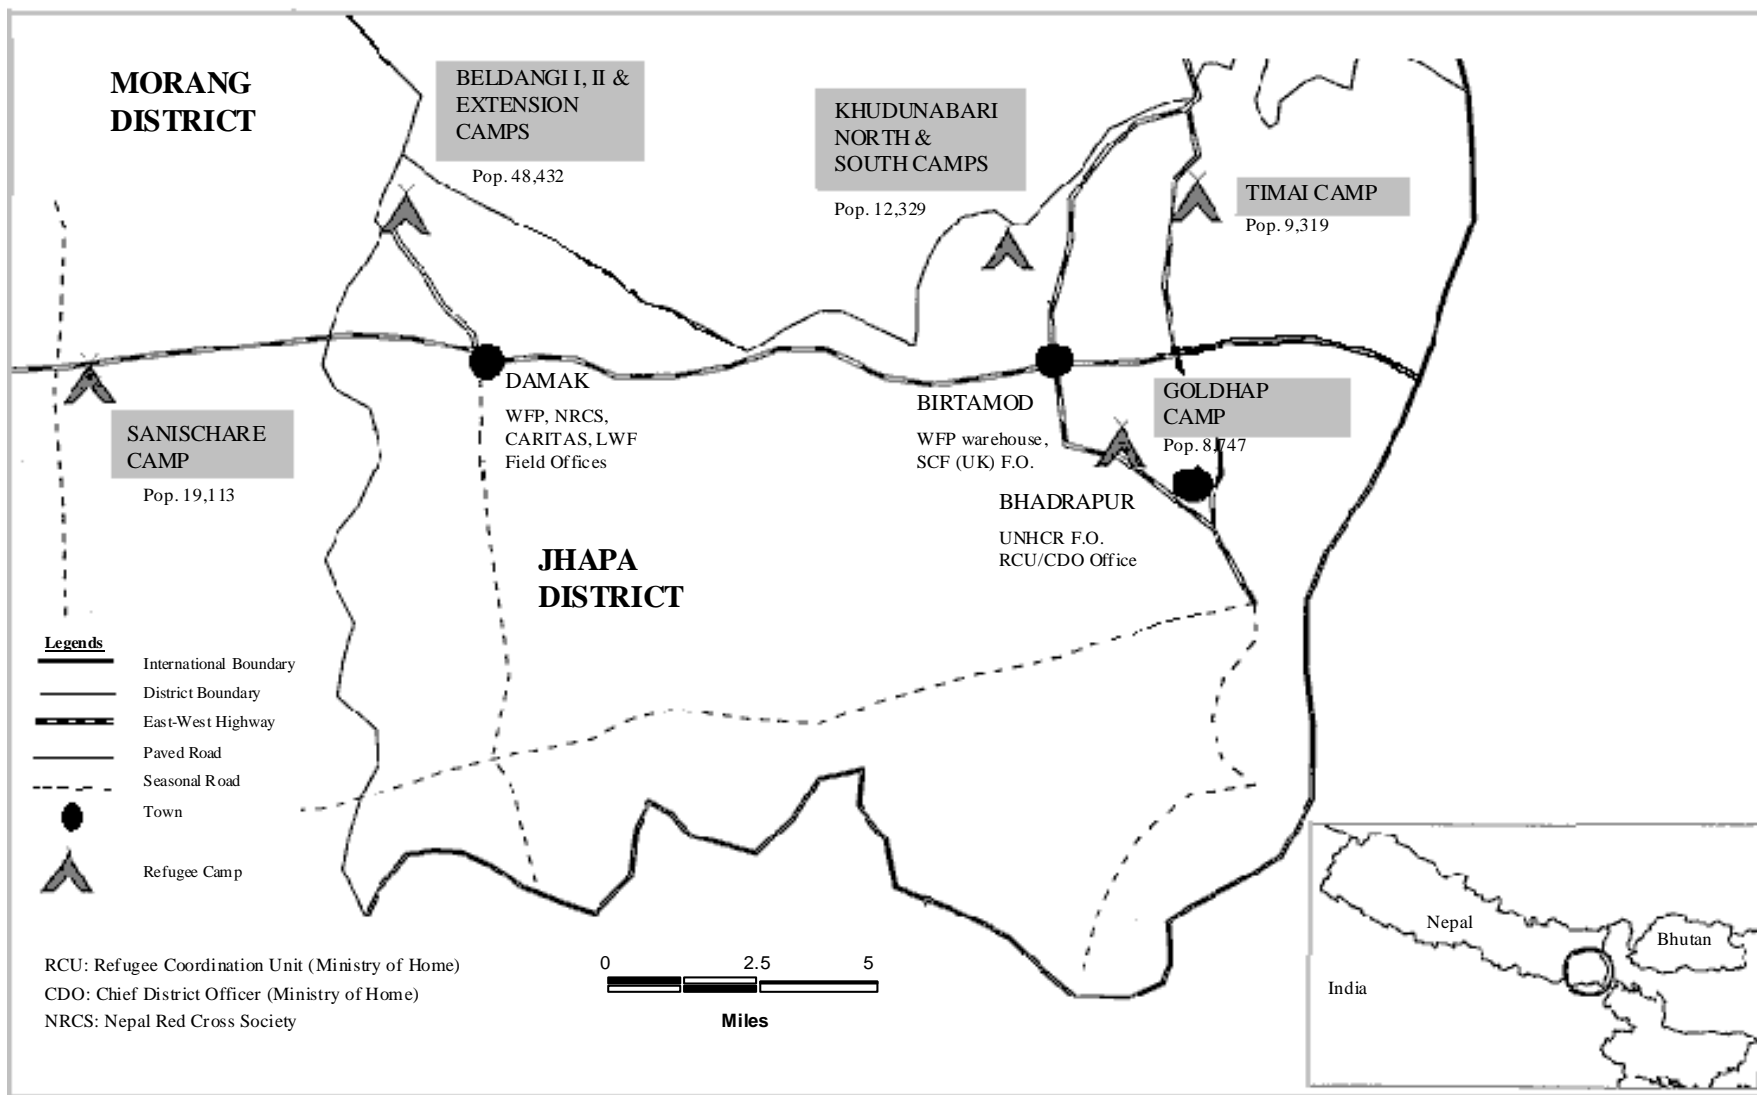 MORANG
DISTRICT
BELDANGI I, II &
EXTENSION
CAMPS
Pop. 48,432
KHUDUNABARI
NORTH &
SOUTH CAMPS
Pop. 12,329
TIMAI CAMP
Pop. 9,319
SANISCHARE
CAMP
Pop. 19,113
DAMAK
WFP, NRCS,
CARITAS, LWF
Field Offices
BIRTAMOD
WFP warehouse,
SCF (UK) F.O.
GOLDHAP
CAMP
Pop. 8,747
BHADRAPUR
UNHCR F.O.
RCU/CDO Office
JHAPA
DISTRICT
Legends
International Boundary
District Boundary
East-West Highway
Paved Road
Seasonal Road
Town
Refugee Camp
RCU: Refugee Coordination Unit (Ministry of Home)
CDO: Chief District Officer (Ministry of Home)
NRCS: Nepal Red Cross Society
0 2.5 5
Miles
Nepal
Bhutan
India